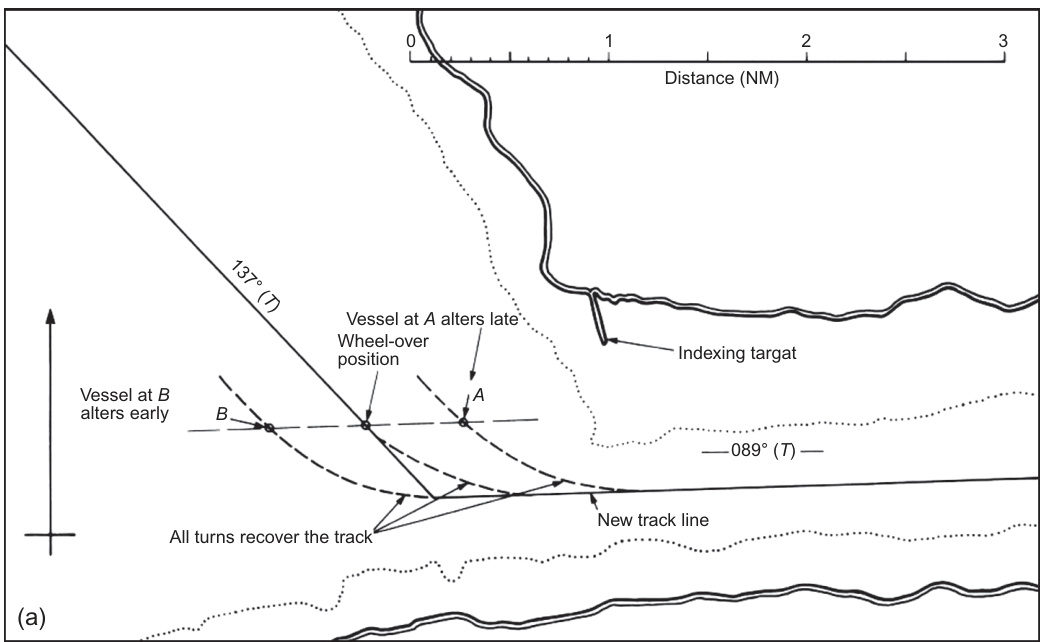 0 1 2 3
Distance (NM)
137° (T)
Vessel at A alters late
Wheel-over
position
Indexing targat
Vessel at B
alters early
B
A
089° (T)
New track line
All turns recover the track
(a)